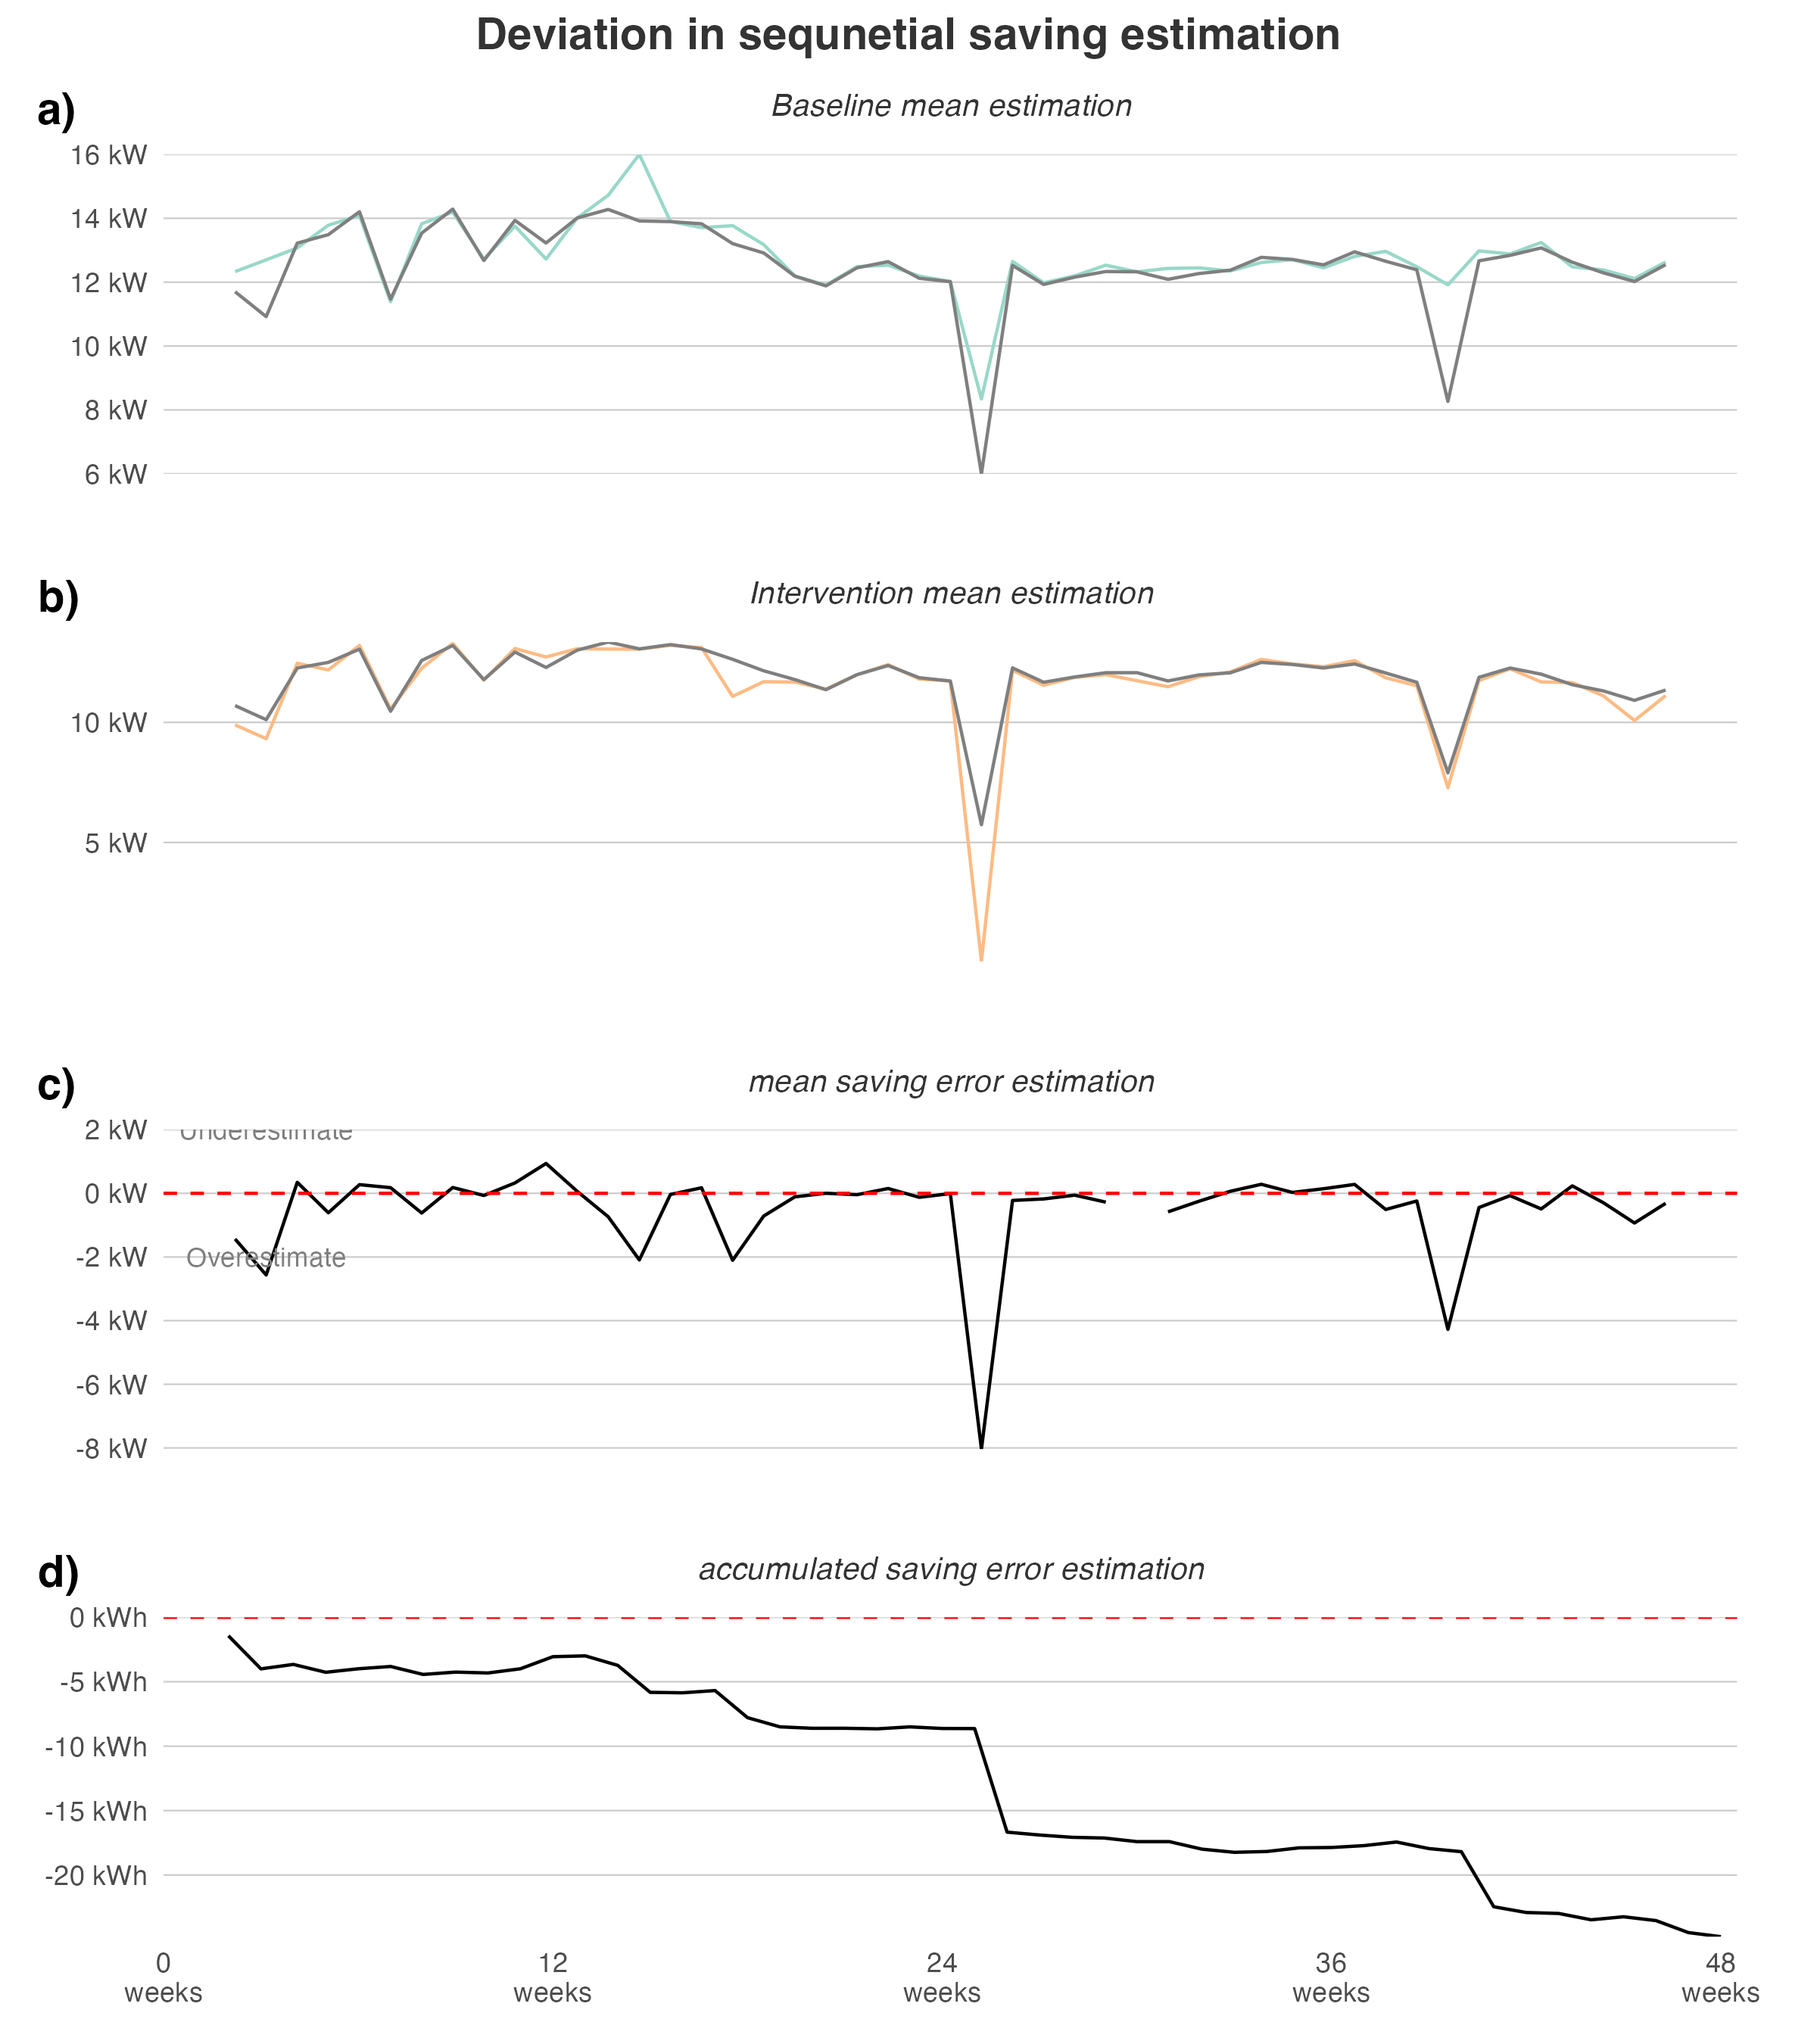 Deviation in sequnetial saving estimation
a)
Baseline mean estimation
16 kW
14 kW
12 kW
10 kW
8 kW
6 kW
b)
Intervention mean estimation
10 kW
5 kW
c)
mean saving error estimation
2 kW
Underestimate
0 kW
-2 kW
Overestimate
-4 kW
-6 kW
-8 kW
d)
accumulated saving error estimation
0 kWh
-5 kWh
-10 kWh
-15 kWh
-20 kWh
0 12 24 36 48
weeks weeks weeks weeks weeks